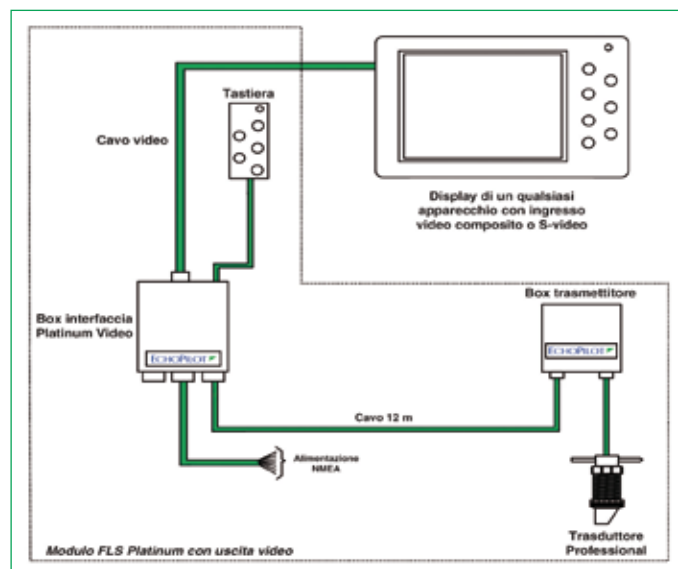 Tastiera
Cavo video
Display di un qualsiasi
apparecchio con ingresso
video composito o S-video
Box interfaccia
Platinum Video
ECHOPILOT
Box trasmettitore
ECHOPILOT
Cavo 12 m
Alimentazione
NMEA
Trasduttore
Professional
Modulo FLS Platinum con uscita video